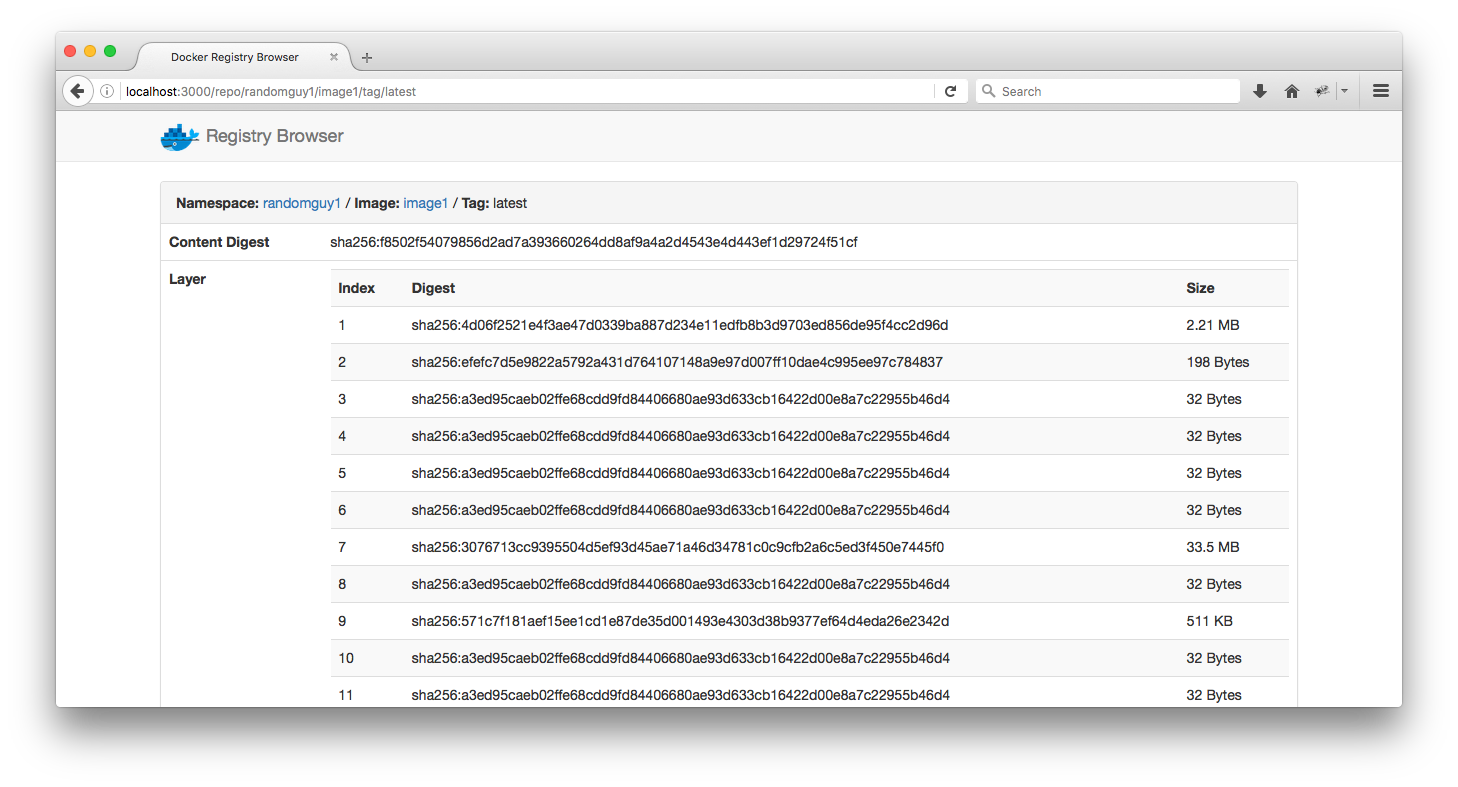 Docker Registry Browser
localhost:3000/repo/randomguy1/image1/tag/latest
Search
Registry Browser
Namespace: randomguy1 / Image: image1 / Tag: latest
Content Digest sha256:f8502f54079856d2ad7a393660264dd8af9a4a2d4543e4d443ef1d29724f51cf
Layer
Index Digest Size
1 sha256:4d06f2521e4f3ae47d0339ba887d234e11edfb8b3d9703ed856de95f4cc2d96d 2.21 MB
2 sha256:efefc7d5e9822a5792a431d764107148a9e97d007ff10dae4c995ee97c784837 198 Bytes
3 sha256:a3ed95caeb02ffe68cdd9fd84406680ae93d633cb16422d00e8a7c22955b46d4 32 Bytes
4 sha256:a3ed95caeb02ffe68cdd9fd84406680ae93d633cb16422d00e8a7c22955b46d4 32 Bytes
5 sha256:a3ed95caeb02ffe68cdd9fd84406680ae93d633cb16422d00e8a7c22955b46d4 32 Bytes
6 sha256:a3ed95caeb02ffe68cdd9fd84406680ae93d633cb16422d00e8a7c22955b46d4 32 Bytes
7 sha256:3076713cc9395504d5ef93d45ae71a46d34781c0c9cfb2a6c5ed3f450e7445f0 33.5 MB
8 sha256:a3ed95caeb02ffe68cdd9fd84406680ae93d633cb16422d00e8a7c22955b46d4 32 Bytes
9 sha256:571c7f181aef15ee1cd1e87de35d001493e4303d38b9377ef64d4eda26e2342d 511 KB
10 sha256:a3ed95caeb02ffe68cdd9fd84406680ae93d633cb16422d00e8a7c22955b46d4 32 Bytes
11 sha256:a3ed95caeb02ffe68cdd9fd84406680ae93d633cb16422d00e8a7c22955b46d4 32 Bytes